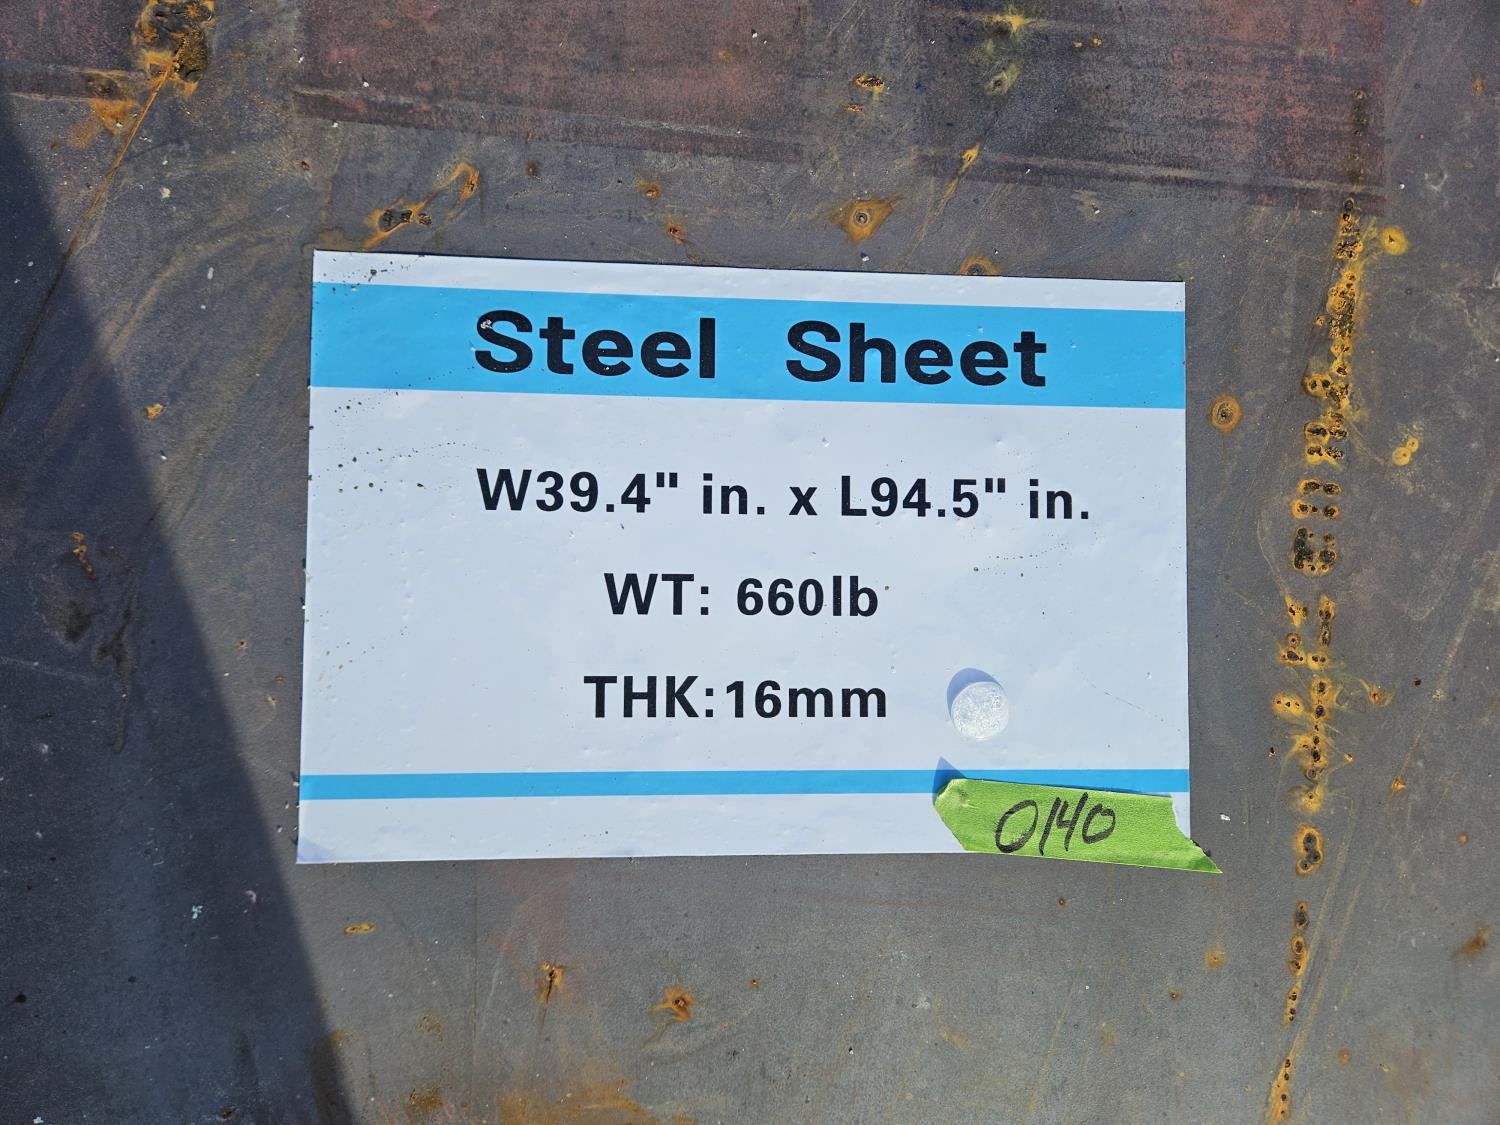 Steel Sheet
W39.4" in. x L94.5" in.
WT: 660lb
THK:16mm
0140